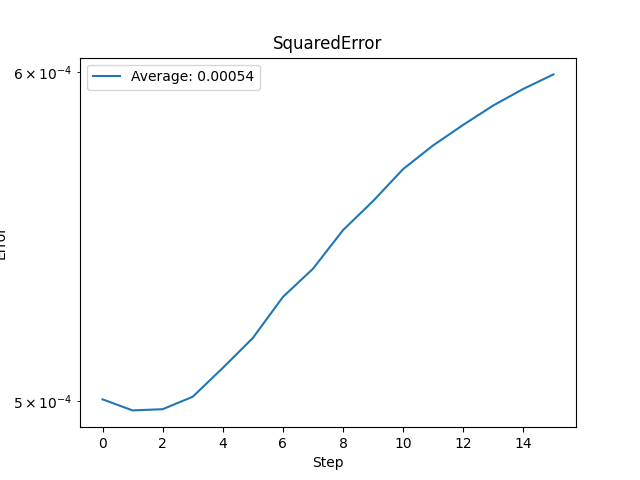 SquaredError
Average: 0.00054
6 × 10⁻⁴
5 × 10⁻⁴
Error
0 2 4 6 8 10 12 14
Step